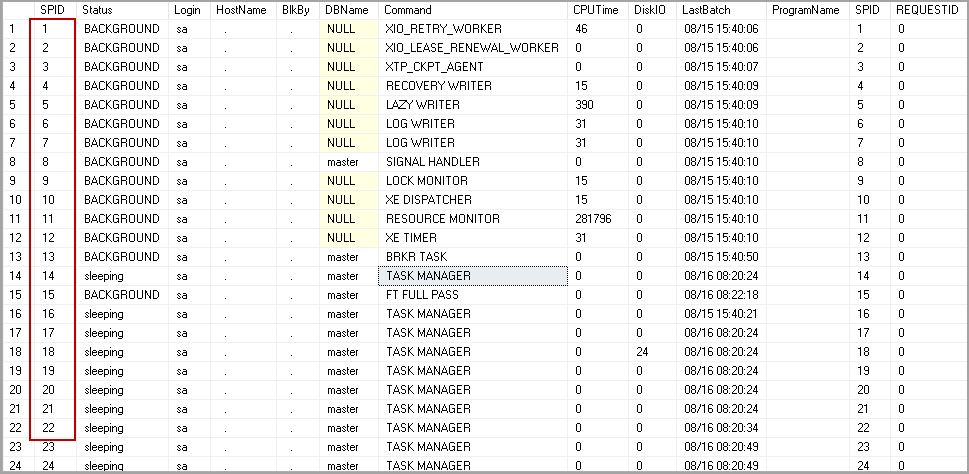 SPID Status Login HostName BlkBy DBName Command CPUTime DiskIO LastBatch ProgramName SPID REQUESTID
1 1 BACKGROUND sa . . NULL XIO_RETRY_WORKER 46 0 08/15 15:40:06 1 0
2 2 BACKGROUND sa . . NULL XIO_LEASE_RENEWAL_WORKER 0 0 08/15 15:40:06 2 0
3 3 BACKGROUND sa . . NULL XTP_CKPT_AGENT 0 0 08/15 15:40:07 3 0
4 4 BACKGROUND sa . . NULL RECOVERY WRITER 15 0 08/15 15:40:09 4 0
5 5 BACKGROUND sa . . NULL LAZY WRITER 390 0 08/15 15:40:09 5 0
6 6 BACKGROUND sa . . NULL LOG WRITER 31 0 08/15 15:40:10 6 0
7 7 BACKGROUND sa . . NULL LOG WRITER 31 0 08/15 15:40:10 7 0
8 8 BACKGROUND sa . . master SIGNAL HANDLER 0 0 08/15 15:40:10 8 0
9 9 BACKGROUND sa . . NULL LOCK MONITOR 15 0 08/15 15:40:10 9 0
10 10 BACKGROUND sa . . NULL XE DISPATCHER 15 0 08/15 15:40:10 10 0
11 11 BACKGROUND sa . . NULL RESOURCE MONITOR 281796 0 08/15 15:40:10 11 0
12 12 BACKGROUND sa . . NULL XE TIMER 31 0 08/15 15:40:10 12 0
13 13 BACKGROUND sa . . master BRKR TASK 0 0 08/15 15:40:50 13 0
14 14 sleeping sa . . master TASK MANAGER 0 0 08/16 08:20:24 14 0
15 15 BACKGROUND sa . . master FT FULL PASS 0 0 08/16 08:22:18 15 0
16 16 sleeping sa . . master TASK MANAGER 0 0 08/15 15:40:21 16 0
17 17 sleeping sa . . master TASK MANAGER 0 0 08/16 08:20:24 17 0
18 18 sleeping sa . . master TASK MANAGER 0 24 08/16 08:20:24 18 0
19 19 sleeping sa . . master TASK MANAGER 0 0 08/16 08:20:24 19 0
20 20 sleeping sa . . master TASK MANAGER 0 0 08/16 08:20:24 20 0
21 21 sleeping sa . . master TASK MANAGER 0 0 08/16 08:20:24 21 0
22 22 sleeping sa . . master TASK MANAGER 0 0 08/16 08:20:34 22 0
23 23 sleeping sa . . master TASK MANAGER 0 0 08/16 08:20:49 23 0
24 24 sleeping sa . . master TASK MANAGER 0 0 08/16 08:20:49 24 0